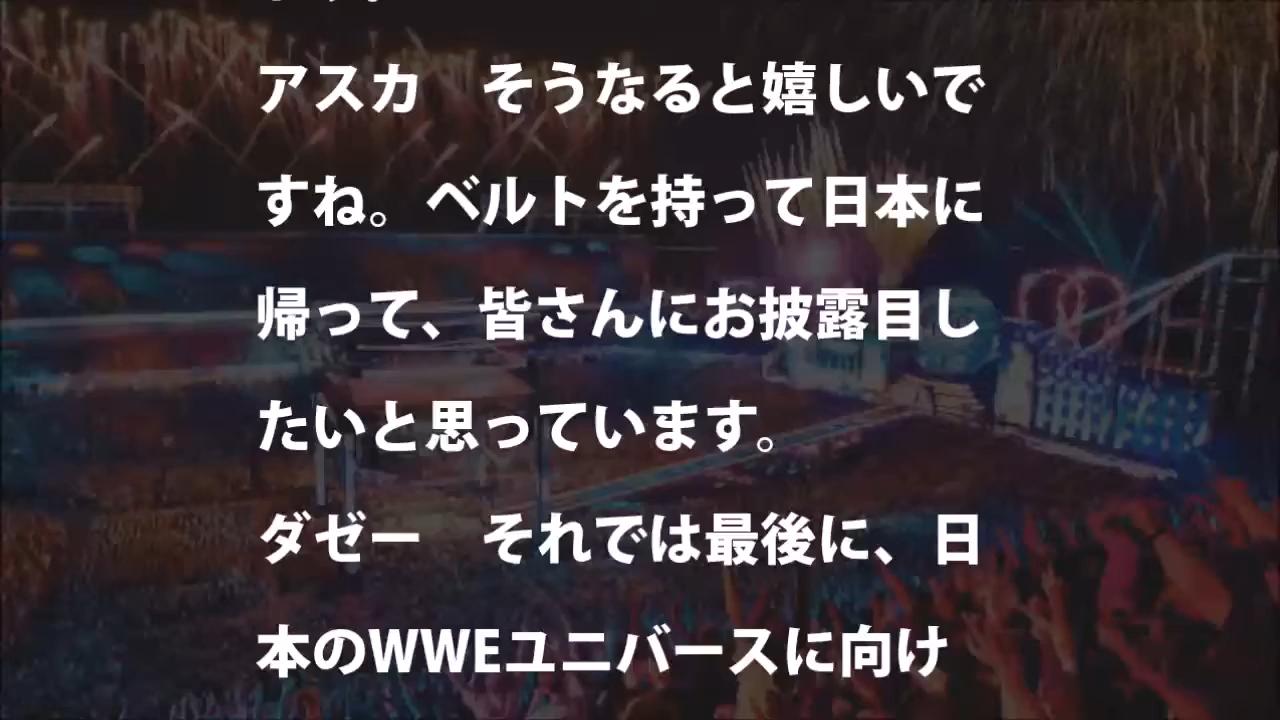 アスカ　そうなると嬉しいで
すね。ベルトを持って日本に
帰って、皆さんにお披露目し
たいと思っています。
ダゼー　それでは最後に、日
本のWWEユニバースに向け